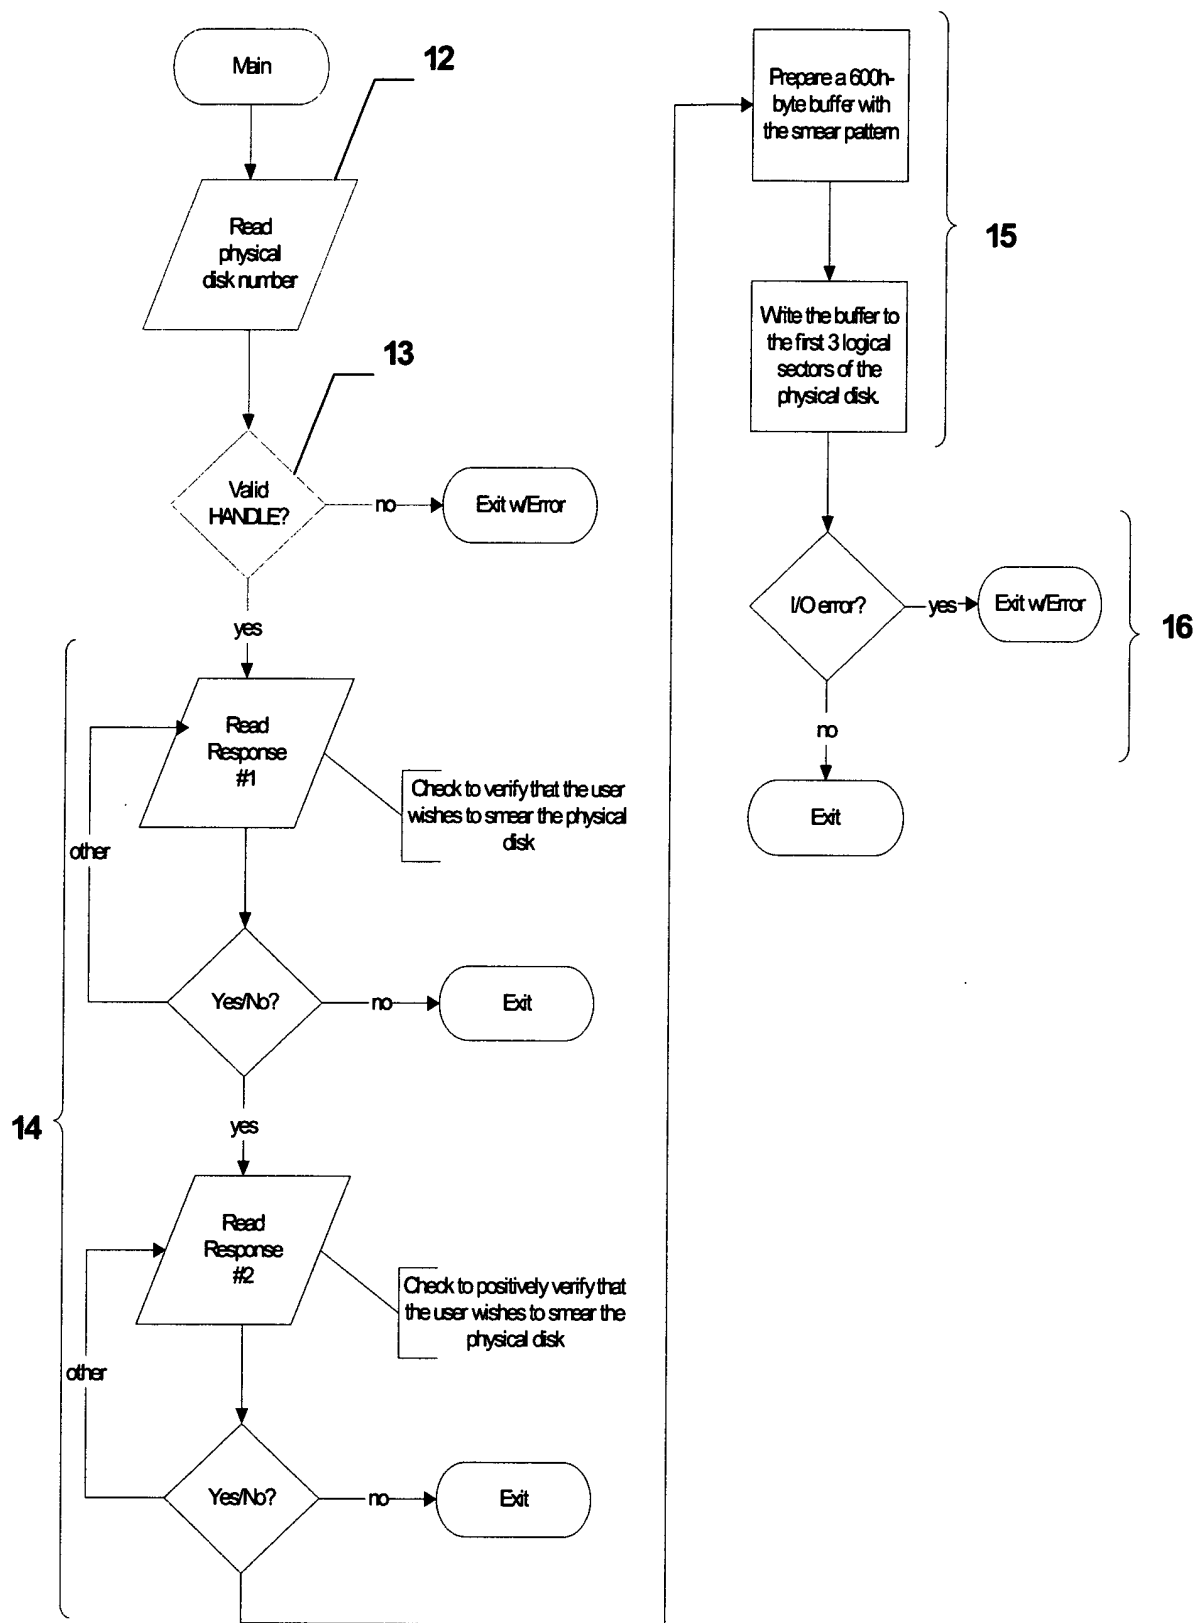 Main
12
Read
physical
disk number
13
Valid
HANDLE?
no
Exit w/Error
yes
14
Read
Response
#1
Check to verify that the user
wishes to smear the physical
disk
other
Yes/No?
no
Exit
yes
Read
Response
#2
Check to positively verify that
the user wishes to smear the
physical disk
other
Yes/No?
no
Exit
Prepare a 600h-
byte buffer with
the smear pattern
15
Write the buffer to
the first 3 logical
sectors of the
physical disk.
I/O error?
yes
Exit w/Error
16
no
Exit